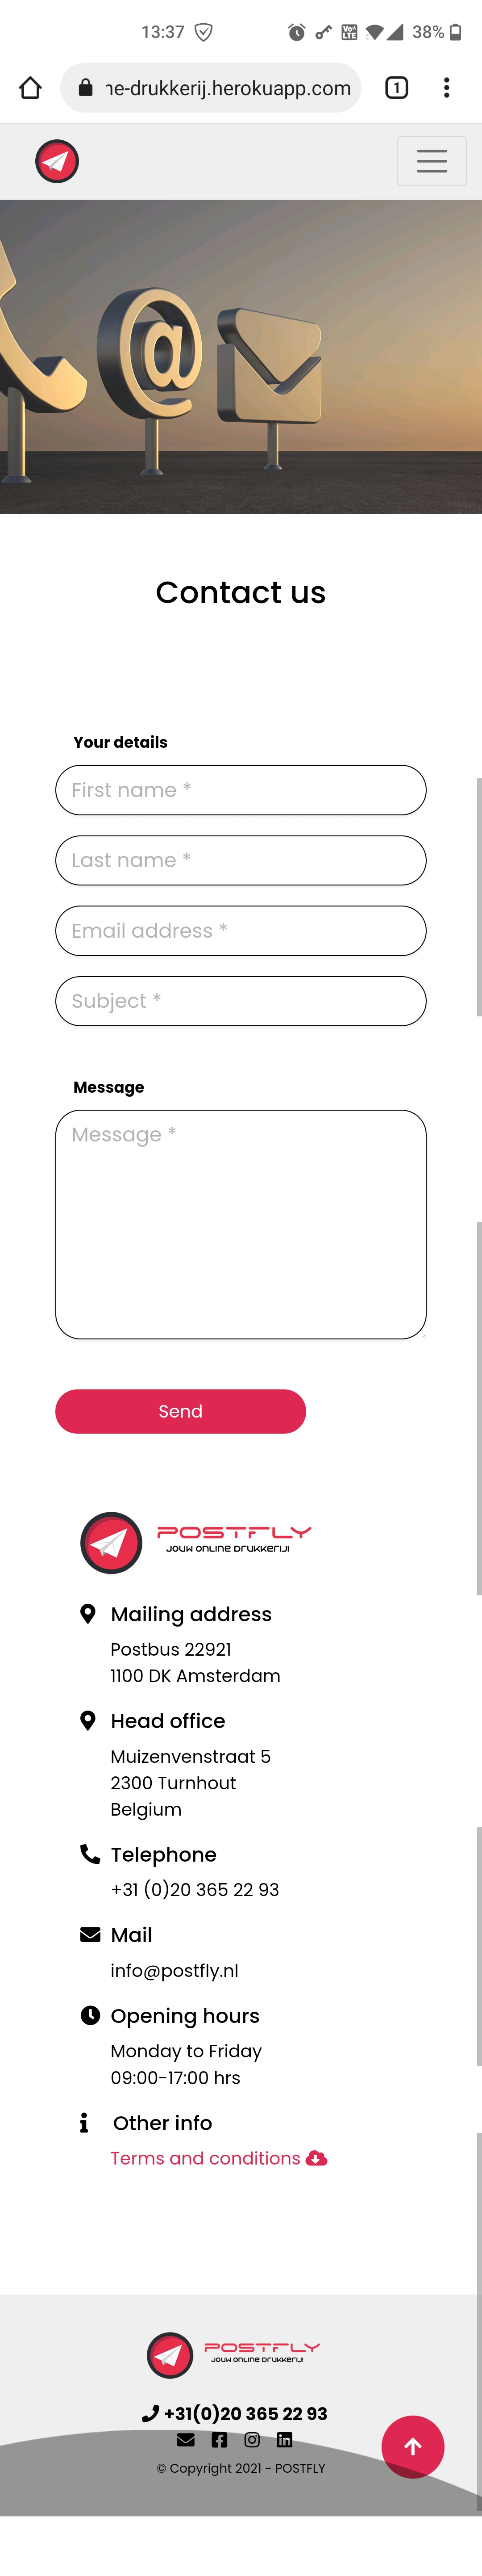 13:37
Vo LTE
38%
ne-drukkerij.herokuapp.com
1
@
Contact us
Your details
First name *
Last name *
Email address *
Subject *
Message
Message *
Send
POSTFLY
JOUW ONLINE DRUKKERIJ!
Mailing address
Postbus 22921
1100 DK Amsterdam
Head office
Muizenvenstraat 5
2300 Turnhout
Belgium
Telephone
+31 (0)20 365 22 93
Mail
info@postfly.nl
Opening hours
Monday to Friday
09:00-17:00 hrs
Other info
Terms and conditions
POSTFLY
JOUW ONLINE DRUKKERIJ!
+31(0)20 365 22 93
© Copyright 2021 - POSTFLY